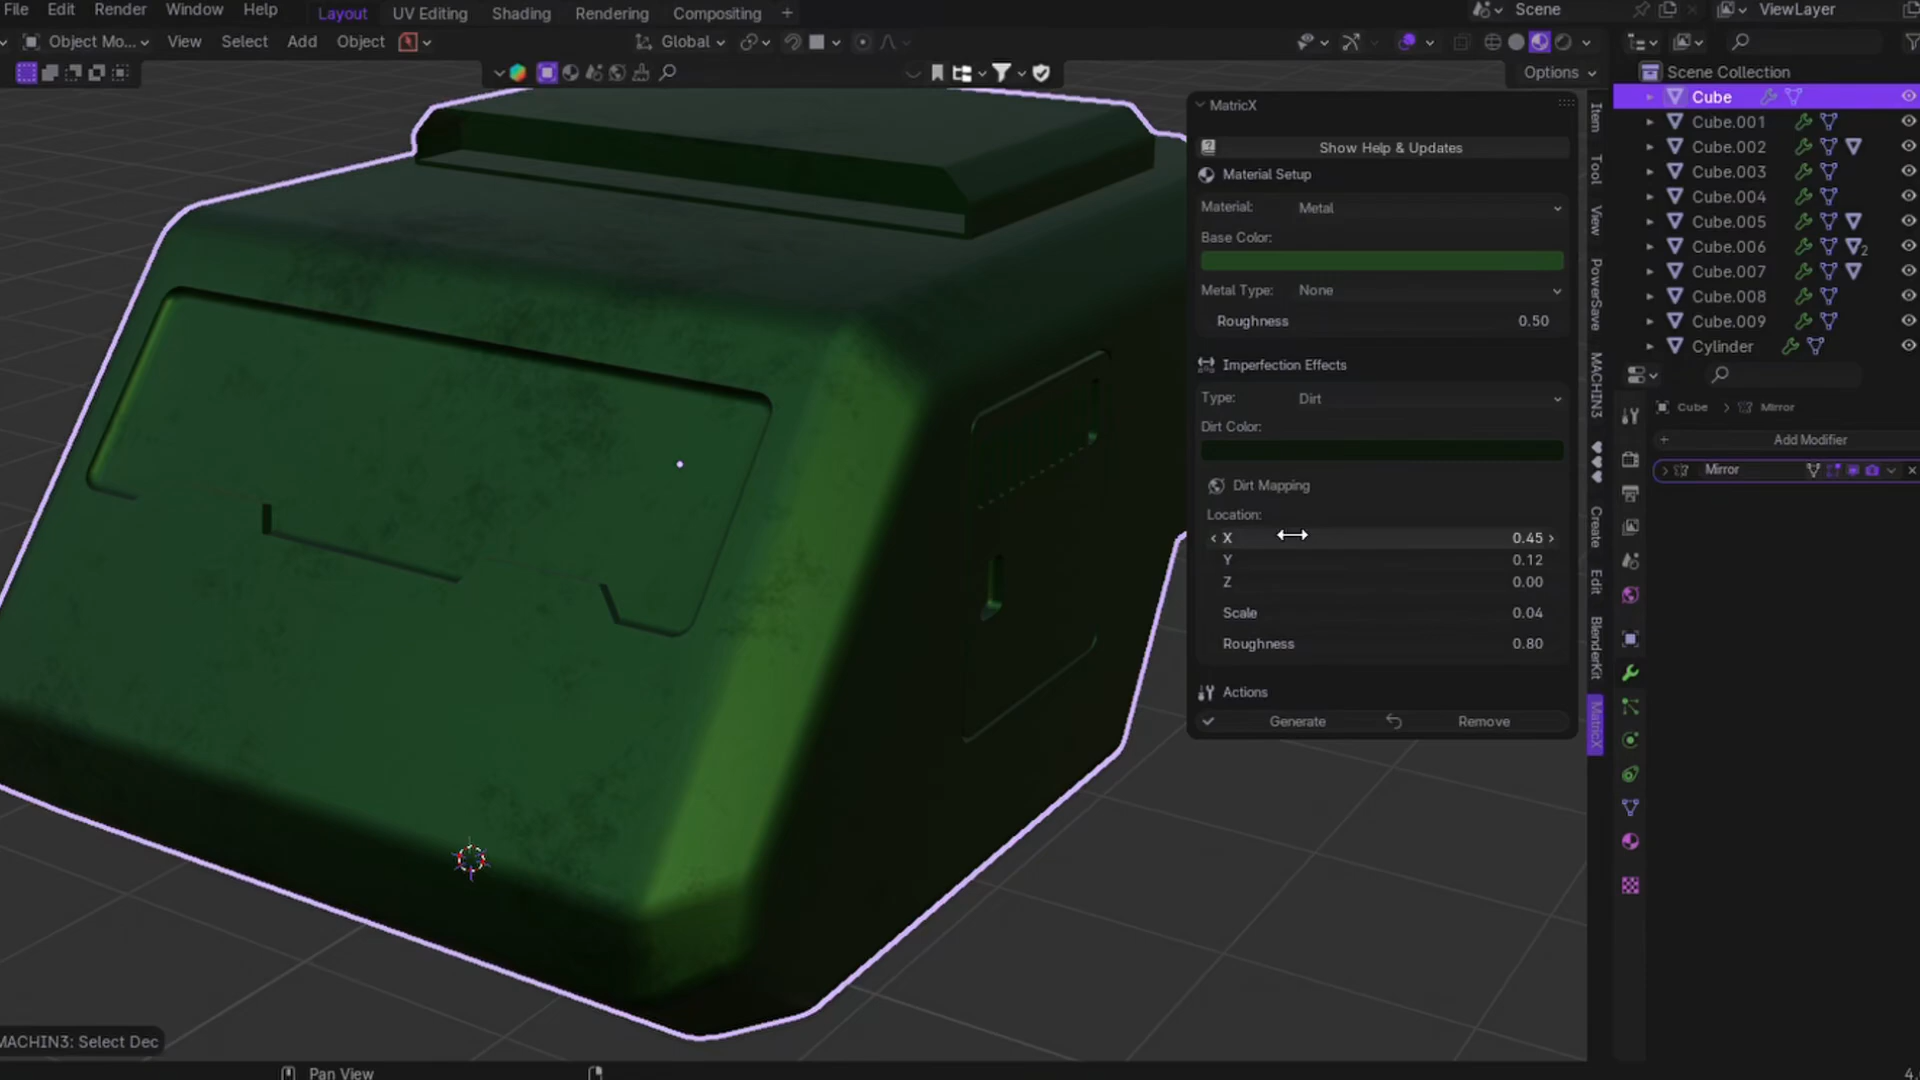 File Edit Render Window Help Layout UV Editing Shading Rendering Compositing + Scene ViewLayer
Object Mo... View Select Add Object Global
Options
Scene Collection
Cube
Cube.001
Cube.002
Cube.003
Cube.004
Cube.005
Cube.006 2
Cube.007
Cube.008
Cube.009
Cylinder
Cube > Mirror
+ Add Modifier
Mirror
MatricX
Show Help & Updates
Material Setup
Material: Metal
Base Color:
Metal Type: None
Roughness 0.50
Imperfection Effects
Type: Dirt
Dirt Color:
Dirt Mapping
Location:
X 0.45
Y 0.12
Z 0.00
Scale 0.04
Roughness 0.80
Actions
Generate Remove
Item
Tool
View
PowerSave
MACHIN3
Create
Edit
BlenderKit
MatricX
MACHIN3: Select Dec
Pan View